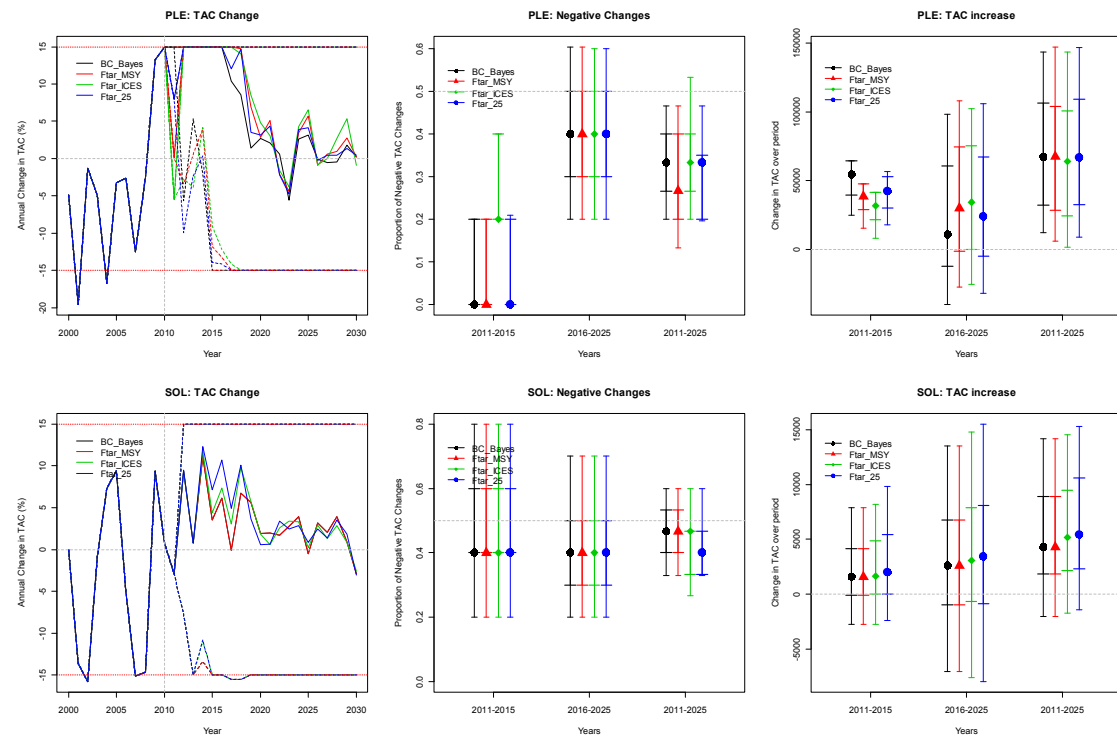 PLE: TAC Change
Annual Change in TAC (%)
15
10
5
0
-5
-10
-15
-20
BC_Bayes
Ftar_MSY
Ftar_ICES
Ftar_25
2000 2005 2010 2015 2020 2025 2030
Year
PLE: Negative Changes
Proportion of Negative TAC Changes
0.6
0.5
0.4
0.3
0.2
0.1
0.0
BC_Bayes
Ftar_MSY
Ftar_ICES
Ftar_25
2011-2015 2016-2025 2011-2025
Years
PLE: TAC increase
Change in TAC over period
150000
100000
50000
0
BC_Bayes
Ftar_MSY
Ftar_ICES
Ftar_25
2011-2015 2016-2025 2011-2025
Years
SOL: TAC Change
Annual Change in TAC (%)
15
10
5
0
-5
-10
-15
BC_Bayes
Ftar_MSY
Ftar_ICES
Ftar_25
2000 2005 2010 2015 2020 2025 2030
Year
SOL: Negative Changes
Proportion of Negative TAC Changes
0.8
0.6
0.4
0.2
0.0
BC_Bayes
Ftar_MSY
Ftar_ICES
Ftar_25
2011-2015 2016-2025 2011-2025
Years
SOL: TAC increase
Change in TAC over period
15000
10000
5000
0
-5000
BC_Bayes
Ftar_MSY
Ftar_ICES
Ftar_25
2011-2015 2016-2025 2011-2025
Years